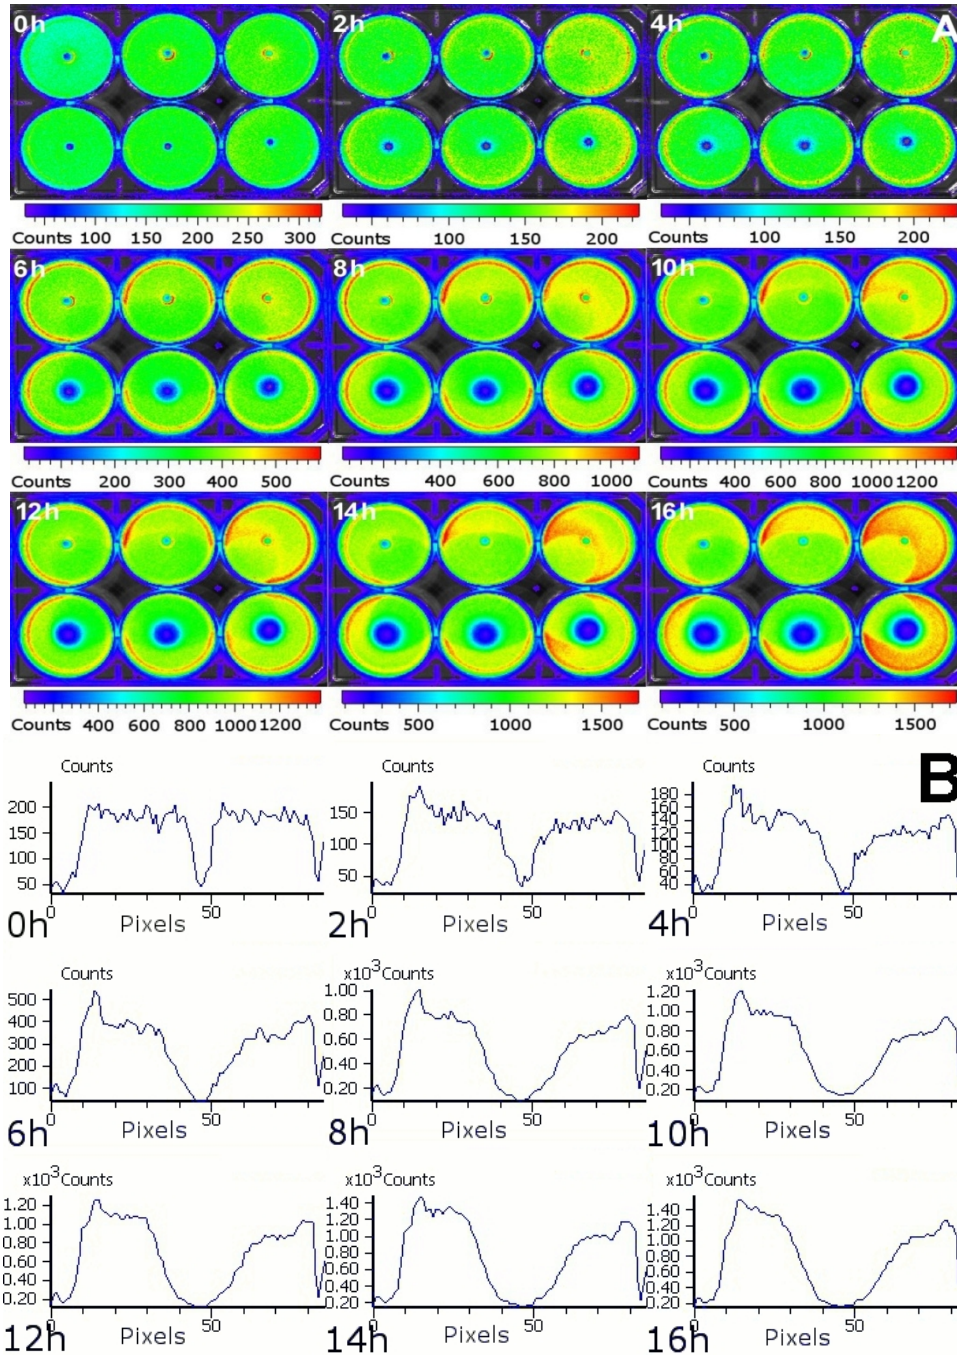 0h 2h 4h A
Counts 100 150 200 250 300 Counts 100 150 200 Counts 100 150 200
6h 8h 10h
Counts 200 300 400 500 Counts 400 600 800 1000 Counts 400 600 800 1000 1200
12h 14h 16h
Counts 400 600 800 1000 1200 Counts 500 1000 1500 Counts 500 1000 1500
B
Counts Counts Counts
200 150 100 50
150 100 50
180 160 140 120 100 80 60 40
0 50 0 50 0 50
0h Pixels 2h Pixels 4h Pixels
Counts x10³Counts x10³Counts
500 400 300 200 100
1.00 0.80 0.60 0.40 0.20
1.20 1.00 0.80 0.60 0.40 0.20
0 50 0 50 0 50
6h Pixels 8h Pixels 10h Pixels
x10³Counts x10³Counts x10³Counts
1.20 1.00 0.80 0.60 0.40 0.20
1.40 1.20 1.00 0.80 0.60 0.40 0.20
1.40 1.20 1.00 0.80 0.60 0.40 0.20
0 50 0 50 0 50
12h Pixels 14h Pixels 16h Pixels